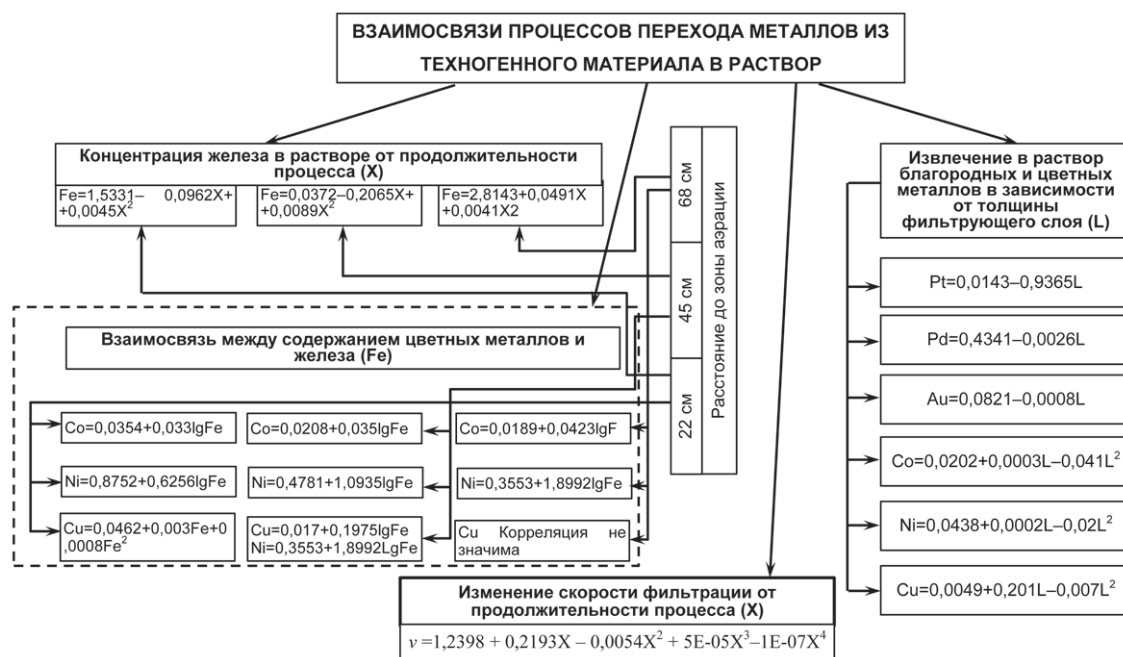 ВЗАИМОСВЯЗИ ПРОЦЕССОВ ПЕРЕХОДА МЕТАЛЛОВ ИЗ
ТЕХНОГЕННОГО МАТЕРИАЛА В РАСТВОР
Концентрация железа в растворе от продолжительности
процесса (X)
Fe=1,5331– 0,0962X+
+0,0045X²
Fe=0,0372–0,2065X+
+0,0089X²
Fe=2,8143+0,0491X
+0,0041X2
68 см
45 см
22 см
Расстояние до зоны аэрации
Извлечение в раствор
благородных и цветных
металлов в зависимости
от толщины
фильтрующего слоя (L)
Pt=0,0143–0,9365L
Pd=0,4341–0,0026L
Au=0,0821–0,0008L
Co=0,0202+0,0003L–0,041L²
Ni=0,0438+0,0002L–0,02L²
Cu=0,0049+0,201L–0,007L²
Взаимосвязь между содержанием цветных металлов и
железа (Fe)
Co=0,0354+0,033lgFe
Co=0,0208+0,035lgFe
Co=0,0189+0,0423lgF
Ni=0,8752+0,6256lgFe
Ni=0,4781+1,0935lgFe
Ni=0,3553+1,8992lgFe
Cu=0,0462+0,003Fe+0
,0008Fe²
Cu=0,017+0,1975lgFe
Ni=0,3553+1,8992LgFe
Cu Корреляция не
значима
Изменение скорости фильтрации от
продолжительности процесса (X)
v =1,2398 + 0,2193X – 0,0054X² + 5E-05X³–1E-07X⁴